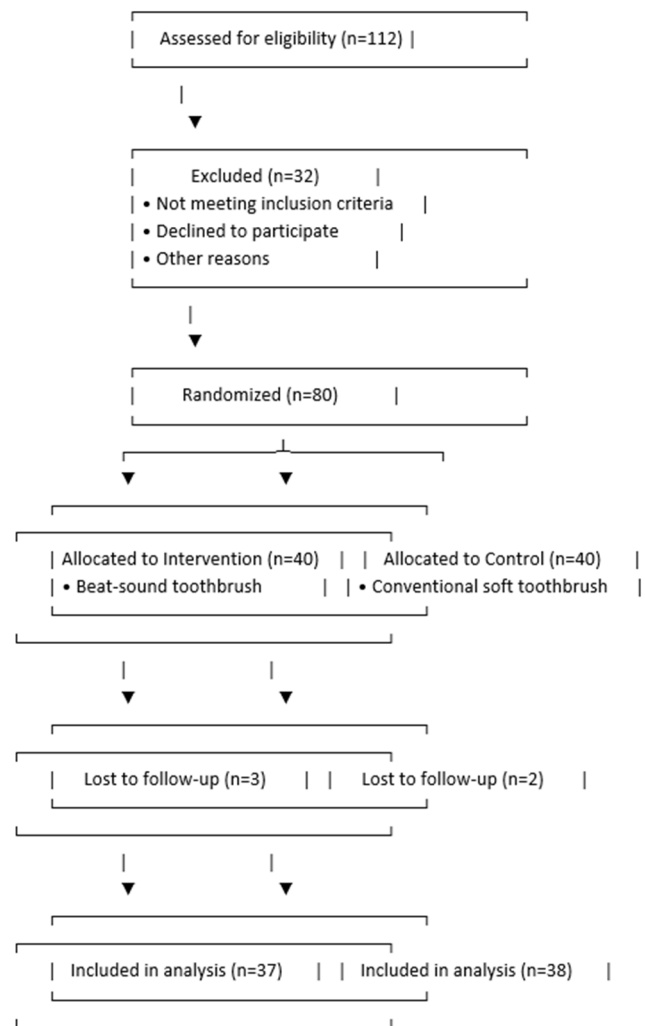 Assessed for eligibility (n=112)
Excluded (n=32)
• Not meeting inclusion criteria
• Declined to participate
• Other reasons
Randomized (n=80)
Allocated to Intervention (n=40) Allocated to Control (n=40)
• Beat-sound toothbrush • Conventional soft toothbrush
Lost to follow-up (n=3) Lost to follow-up (n=2)
Included in analysis (n=37) Included in analysis (n=38)